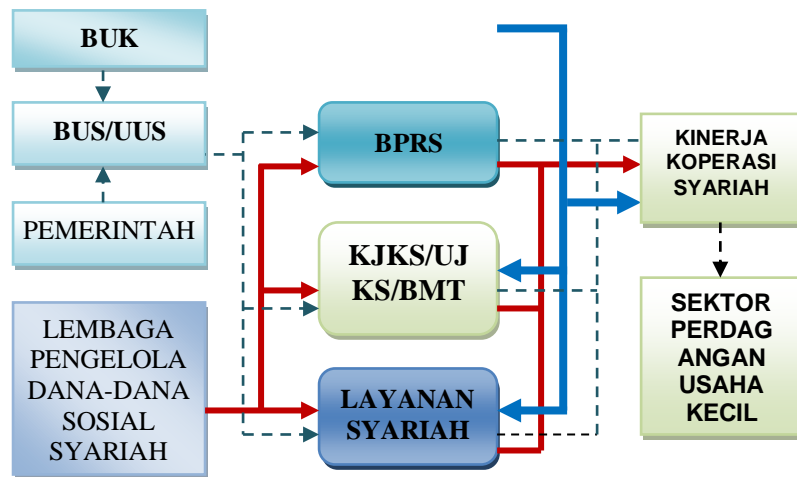 BUK
BUS/UUS
PEMERINTAH
LEMBAGA
PENGELOLA
DANA-DANA
SOSIAL
SYARIAH
BPRS
KJKS/UJ
KS/BMT
LAYANAN
SYARIAH
KINERJA
KOPERASI
SYARIAH
SEKTOR
PERDAG
ANGAN
USAHA
KECIL